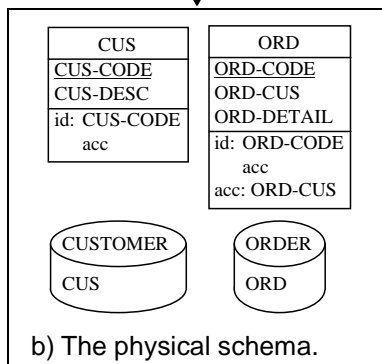 CUS
CUS-CODE
CUS-DESC
id: CUS-CODE
acc
ORD
ORD-CODE
ORD-CUS
ORD-DETAIL
id: ORD-CODE
acc
acc: ORD-CUS
CUSTOMER
CUS
ORDER
ORD
b) The physical schema.